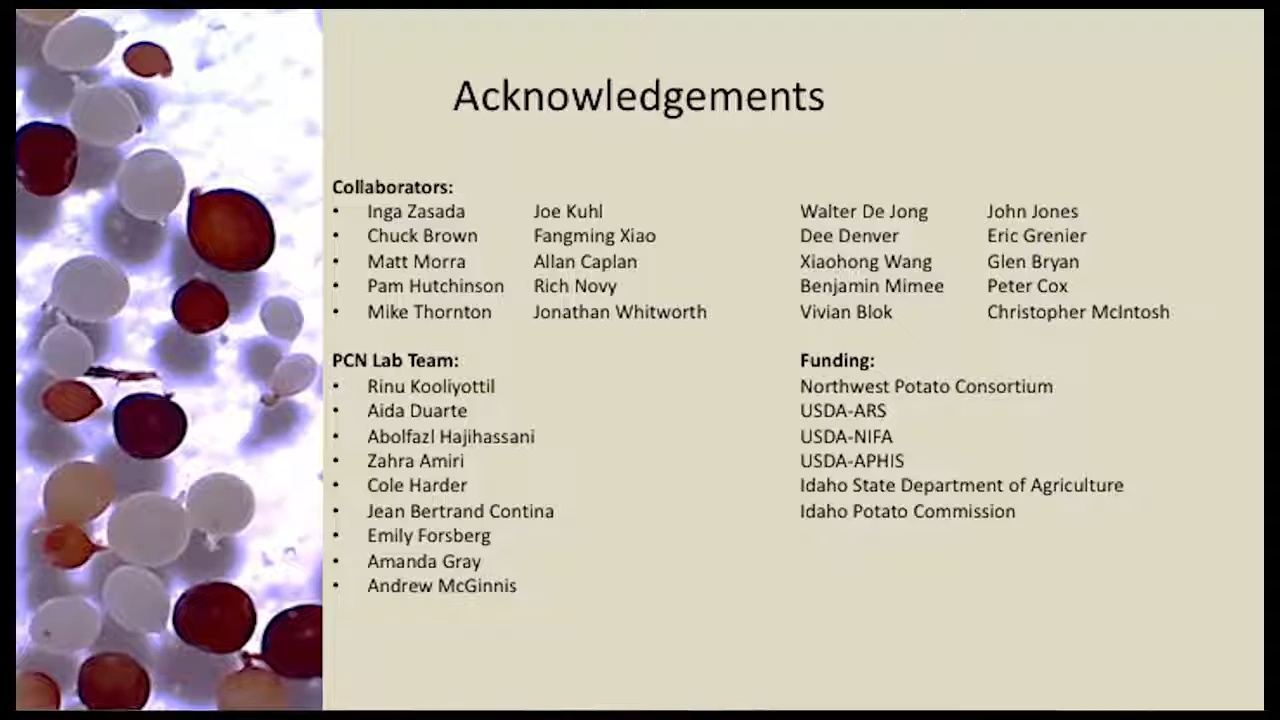 Acknowledgements
Collaborators:
• Inga Zasada Joe Kuhl Walter De Jong John Jones
• Chuck Brown Fangming Xiao Dee Denver Eric Grenier
• Matt Morra Allan Caplan Xiaohong Wang Glen Bryan
• Pam Hutchinson Rich Novy Benjamin Mimee Peter Cox
• Mike Thornton Jonathan Whitworth Vivian Blok Christopher McIntosh
PCN Lab Team:
• Rinu Kooliyottil
• Aida Duarte
• Abolfazl Hajihassani
• Zahra Amiri
• Cole Harder
• Jean Bertrand Contina
• Emily Forsberg
• Amanda Gray
• Andrew McGinnis
Funding:
Northwest Potato Consortium
USDA-ARS
USDA-NIFA
USDA-APHIS
Idaho State Department of Agriculture
Idaho Potato Commission